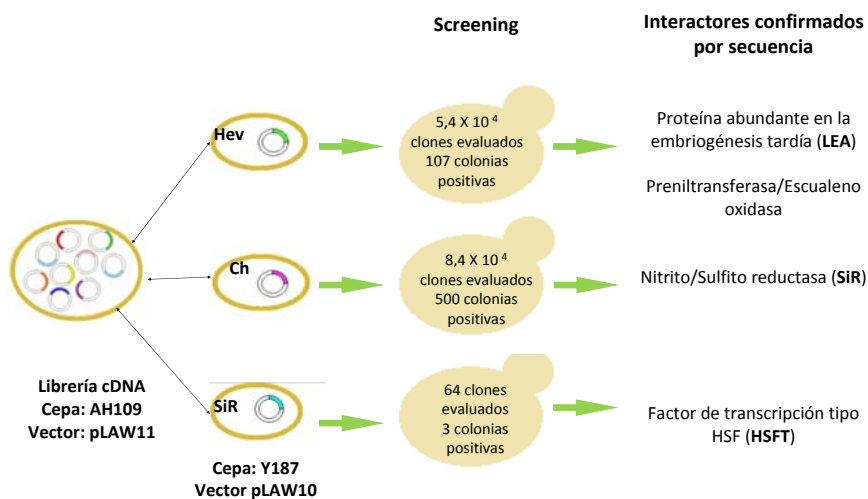 Screening
Interactores confirmados
por secuencia
Hev
5,4 X 10 4
clones evaluados
107 colonias
positivas
Proteína abundante en la
embriogénesis tardía (LEA)
Preniltransferasa/Escualeno
oxidasa
Ch
8,4 X 10 4
clones evaluados
500 colonias
positivas
Nitrito/Sulfito reductasa (SiR)
Librería cDNA
Cepa: AH109
Vector: pLAW11
SiR
64 clones
evaluados
3 colonias
positivas
Factor de transcripción tipo
HSF (HSFT)
Cepa: Y187
Vector pLAW10